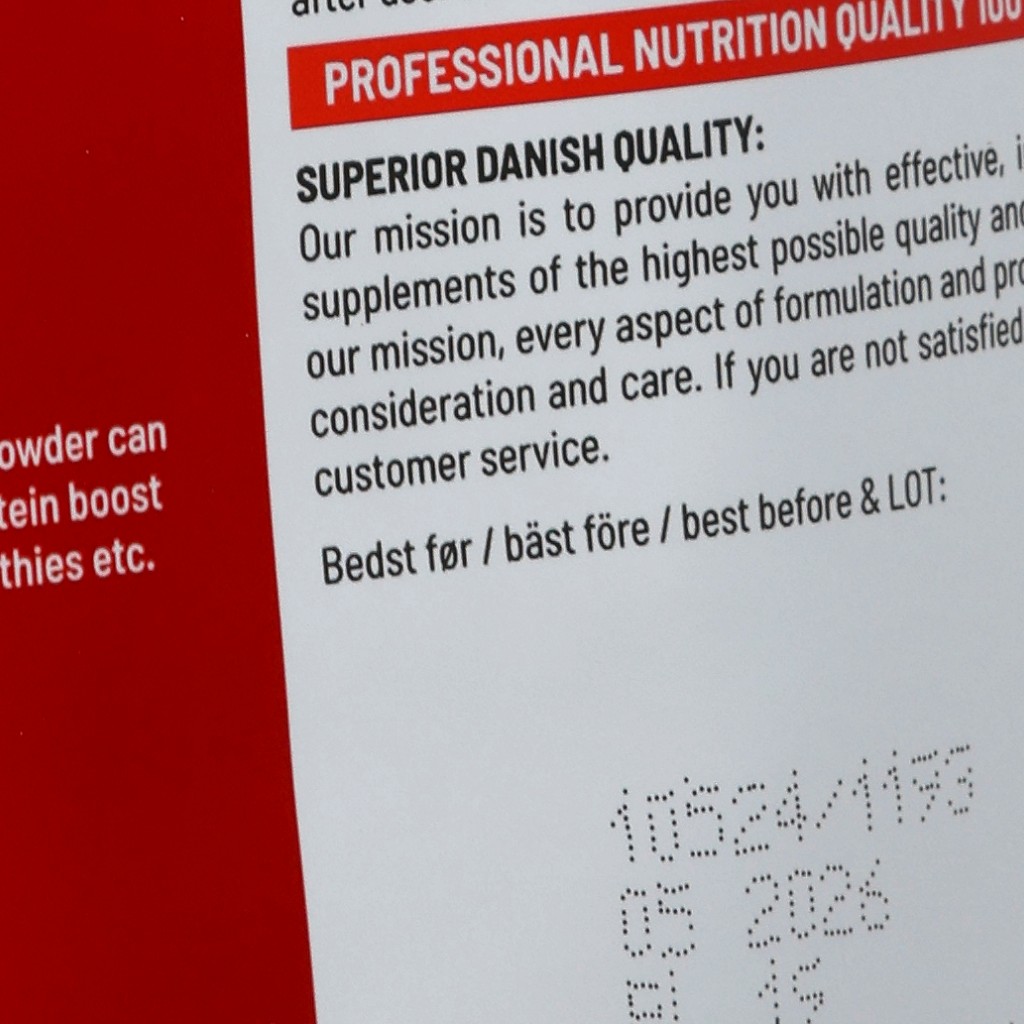 PROFESSIONAL NUTRITION QUALITY 100
SUPERIOR DANISH QUALITY:
Our mission is to provide you with effective,
supplements of the highest possible quality and
our mission, every aspect of formulation and
consideration and care. If you are not satisfied
customer service.
Bedst før / bäst före / best before & LOT:
10524/1193
05 2026
owder can
tein boost
thies etc.